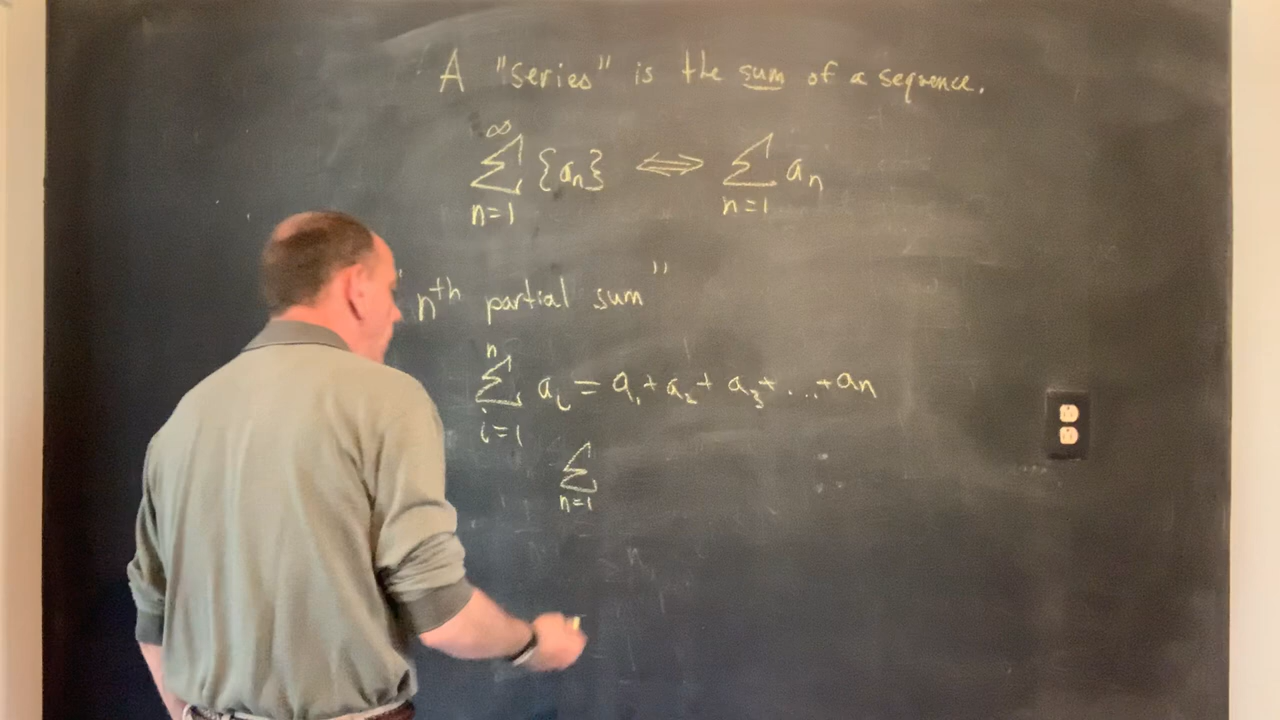 A "series" is the sum of a sequence.
∞
∑ {aₙ} ⟺ ∑ aₙ
n=1 n=1
nth partial sum"
n
∑ aᵢ = a₁ + a₂ + a₃ + ... + aₙ
i=1
∑
n=1